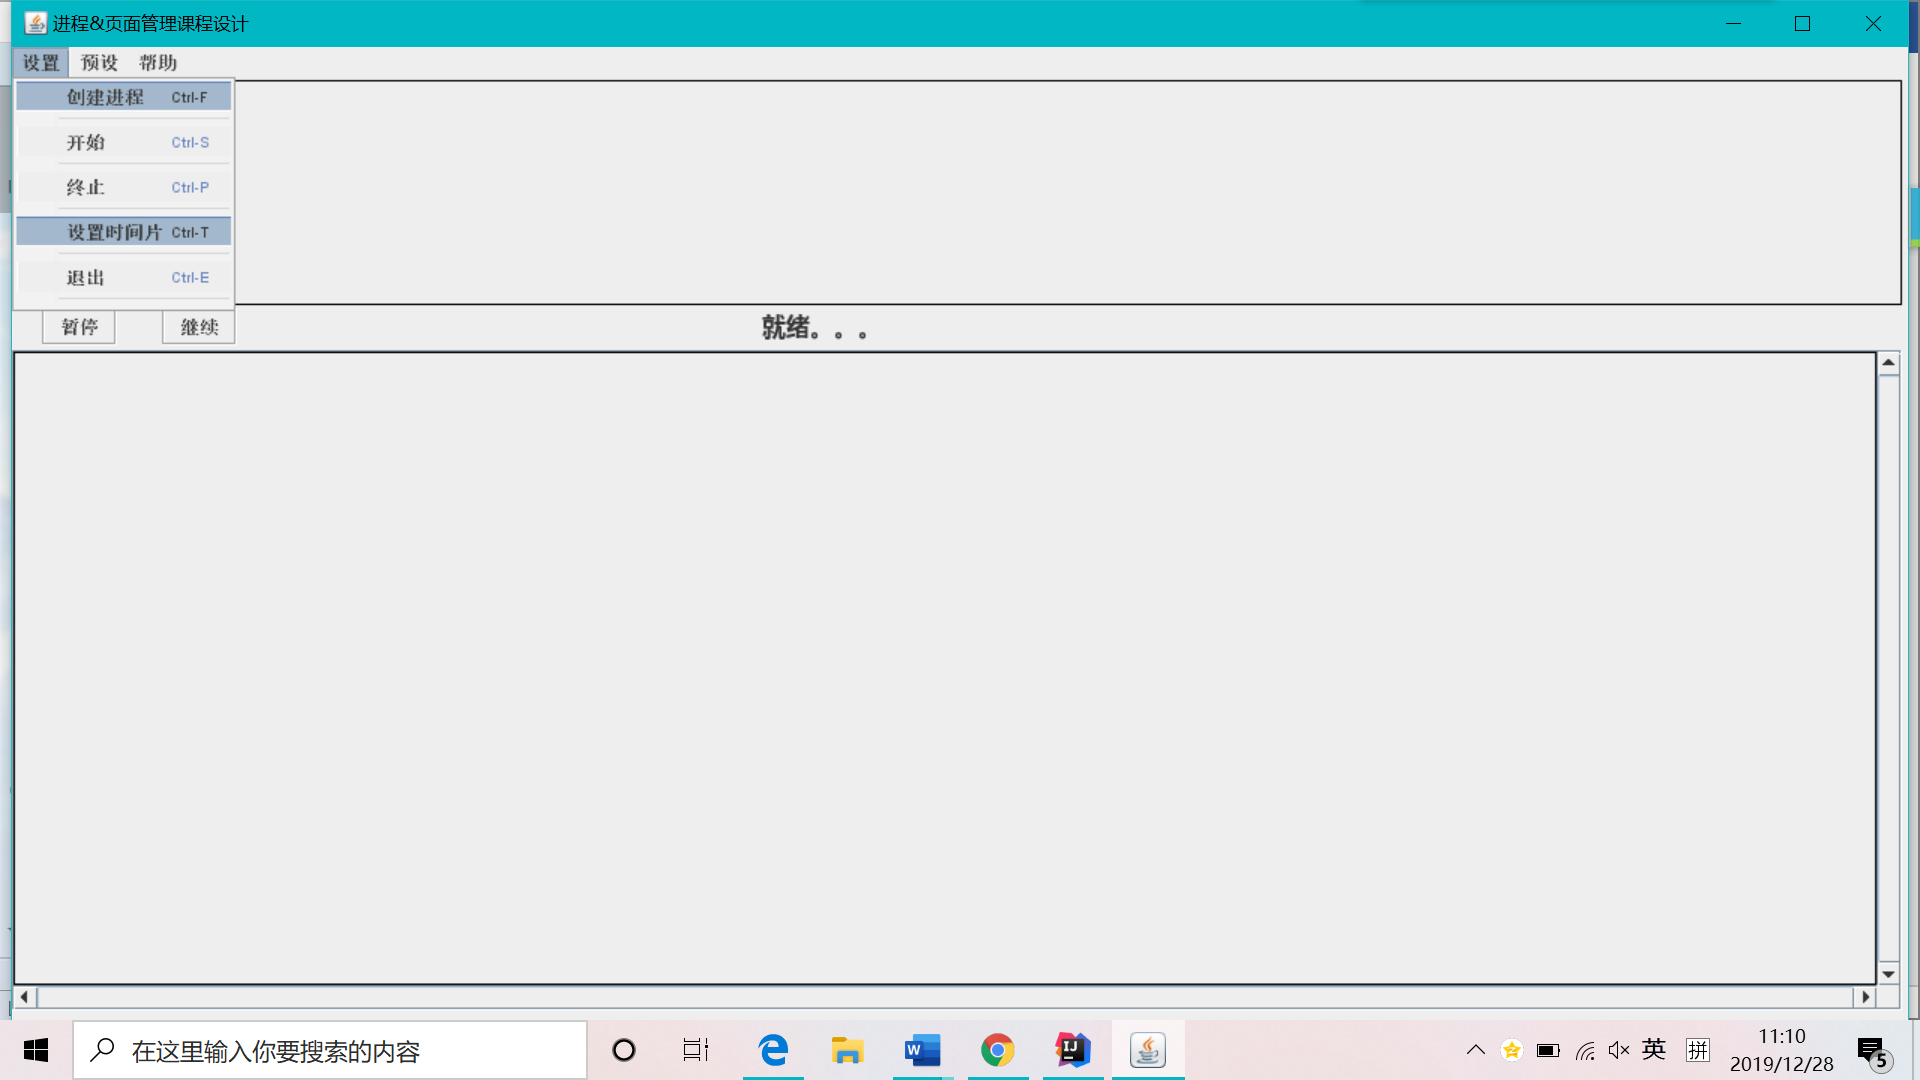 进程&页面管理课程设计
设置 预设 帮助
创建进程 Ctrl-F
开始 Ctrl-S
终止 Ctrl-P
设置时间片 Ctrl-T
退出 Ctrl-E
暂停 继续 就绪。。。
在这里输入你要搜索的内容
W
IJ
英
拼
11:10
2019/12/28
5